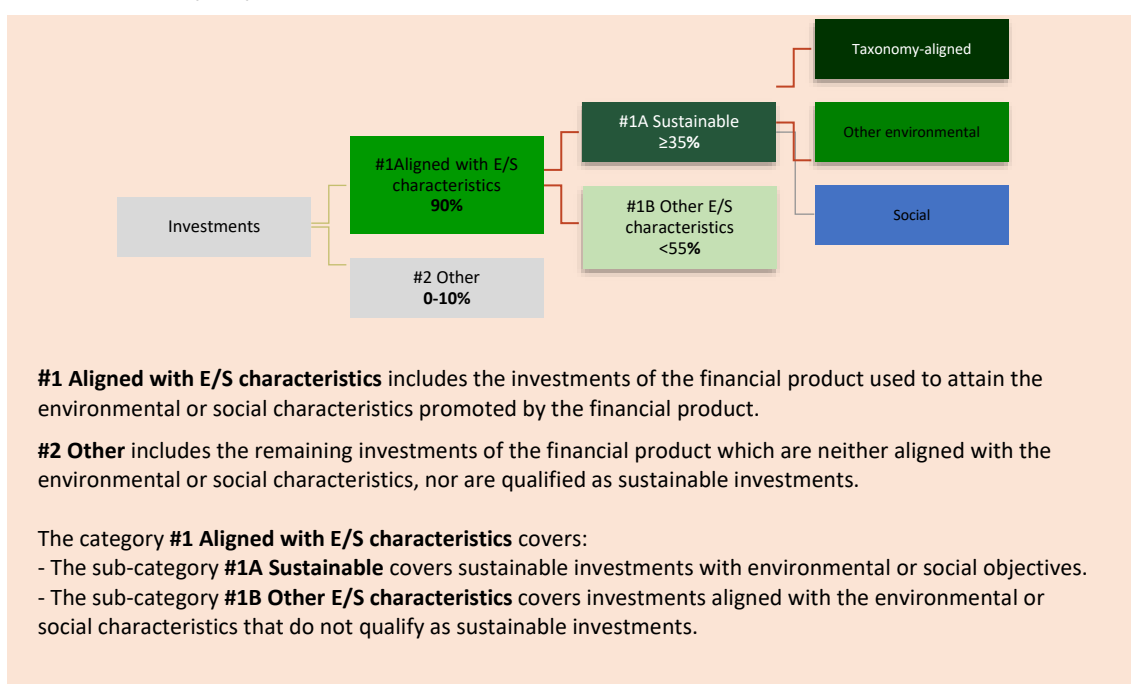 Taxonomy-aligned
#1A Sustainable
≥35%
Other environmental
#1Aligned with E/S
characteristics
90%
#1B Other E/S
characteristics
<55%
Social
Investments
#2 Other
0-10%
#1 Aligned with E/S characteristics includes the investments of the financial product used to attain the
environmental or social characteristics promoted by the financial product.
#2 Other includes the remaining investments of the financial product which are neither aligned with the
environmental or social characteristics, nor are qualified as sustainable investments.
The category #1 Aligned with E/S characteristics covers:
- The sub-category #1A Sustainable covers sustainable investments with environmental or social objectives.
- The sub-category #1B Other E/S characteristics covers investments aligned with the environmental or
social characteristics that do not qualify as sustainable investments.